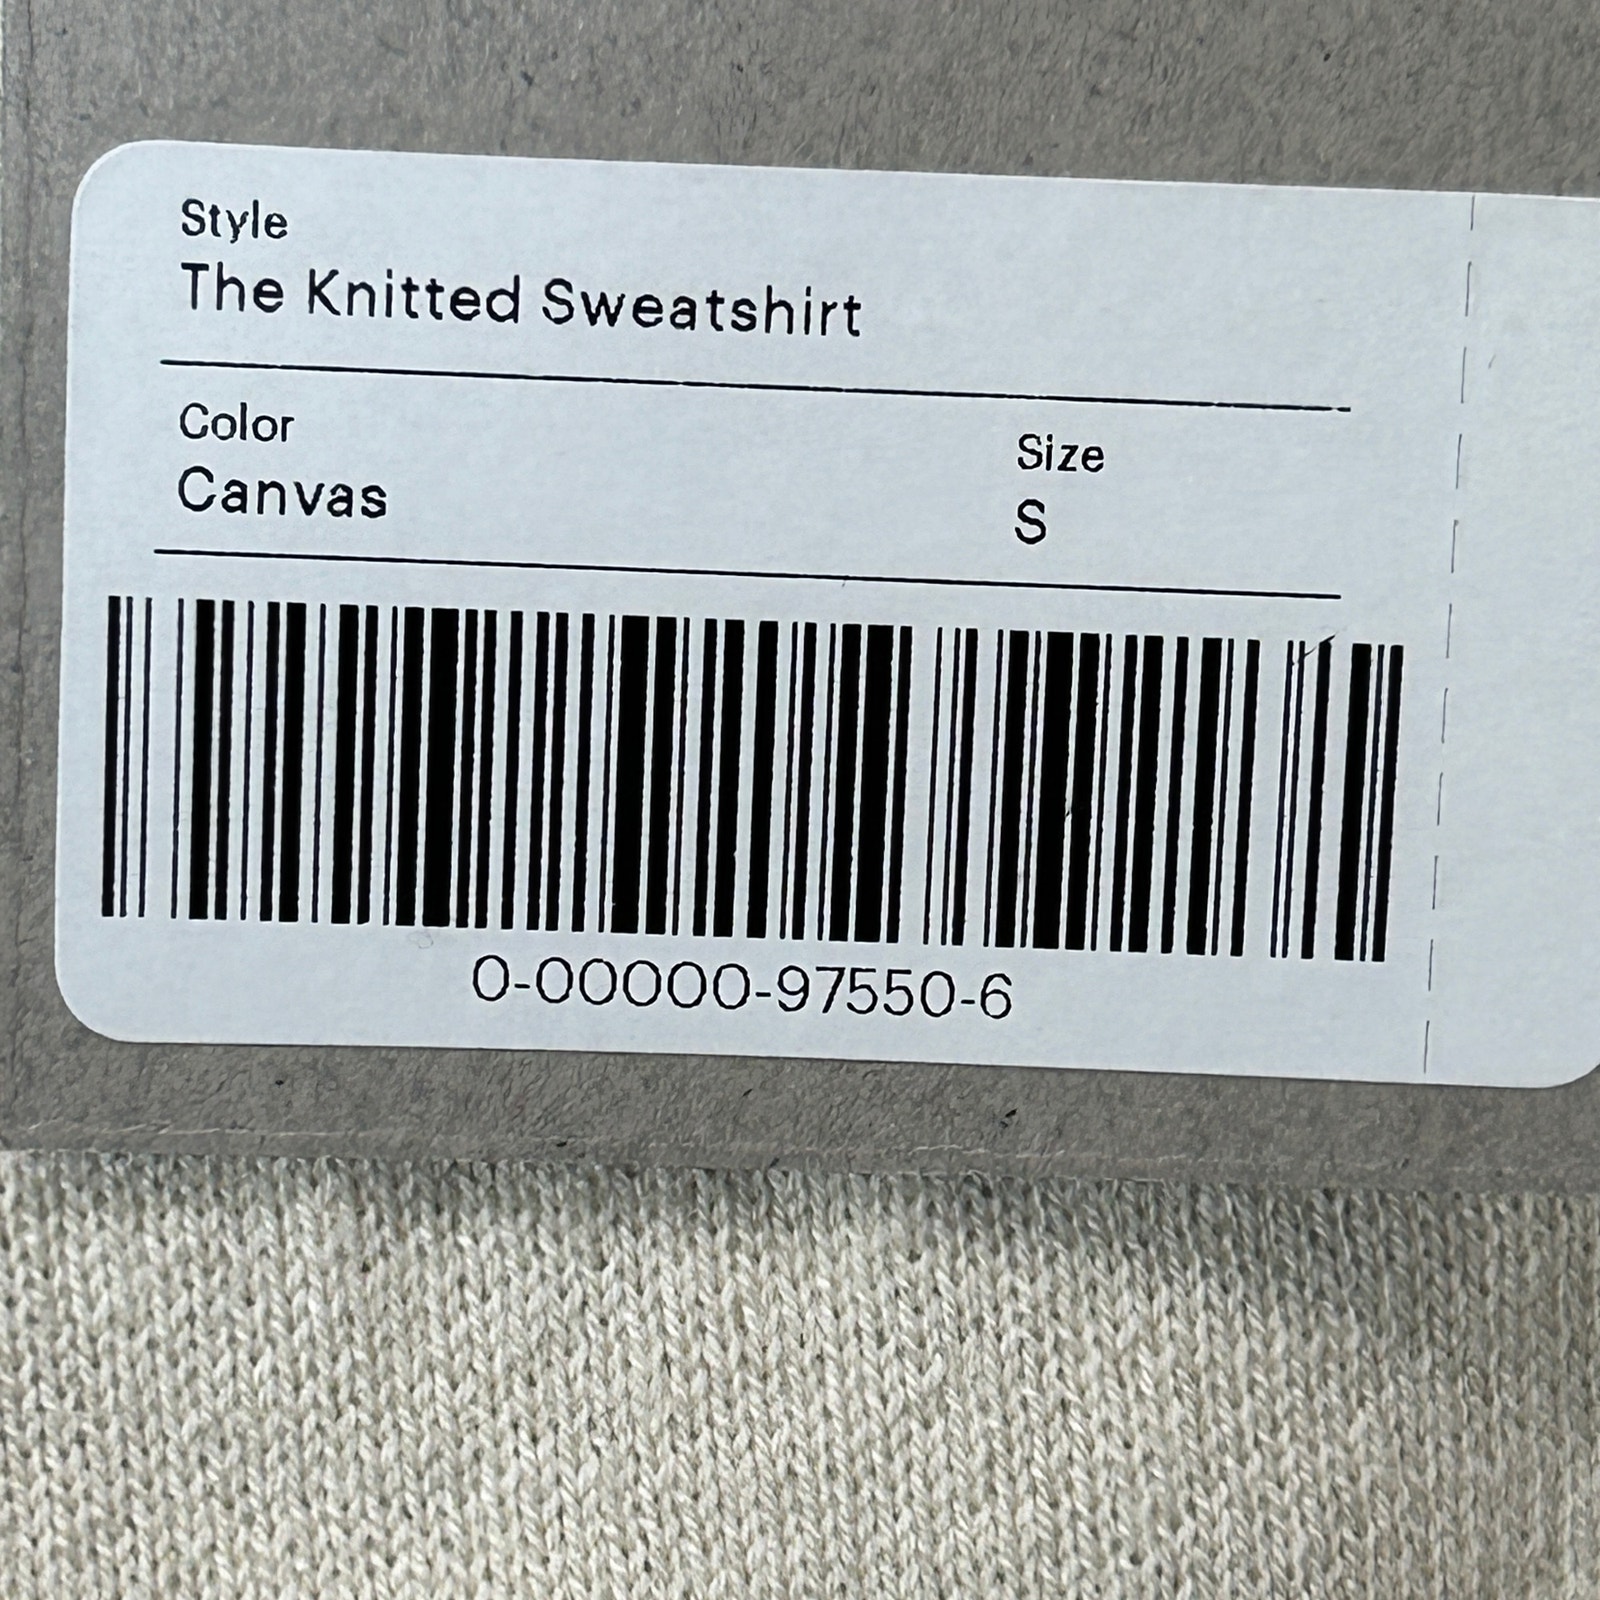 Style
The Knitted Sweatshirt
Color
Size
Canvas
S
0-00000-97550-6